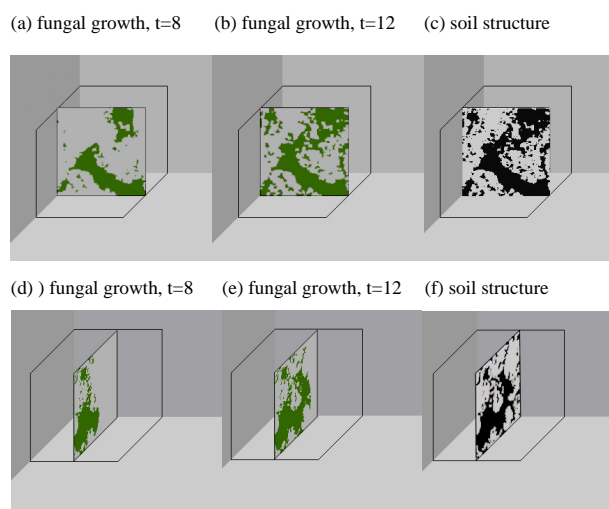 (a) fungal growth, t=8 (b) fungal growth, t=12 (c) soil structure
(d) ) fungal growth, t=8 (e) fungal growth, t=12 (f) soil structure